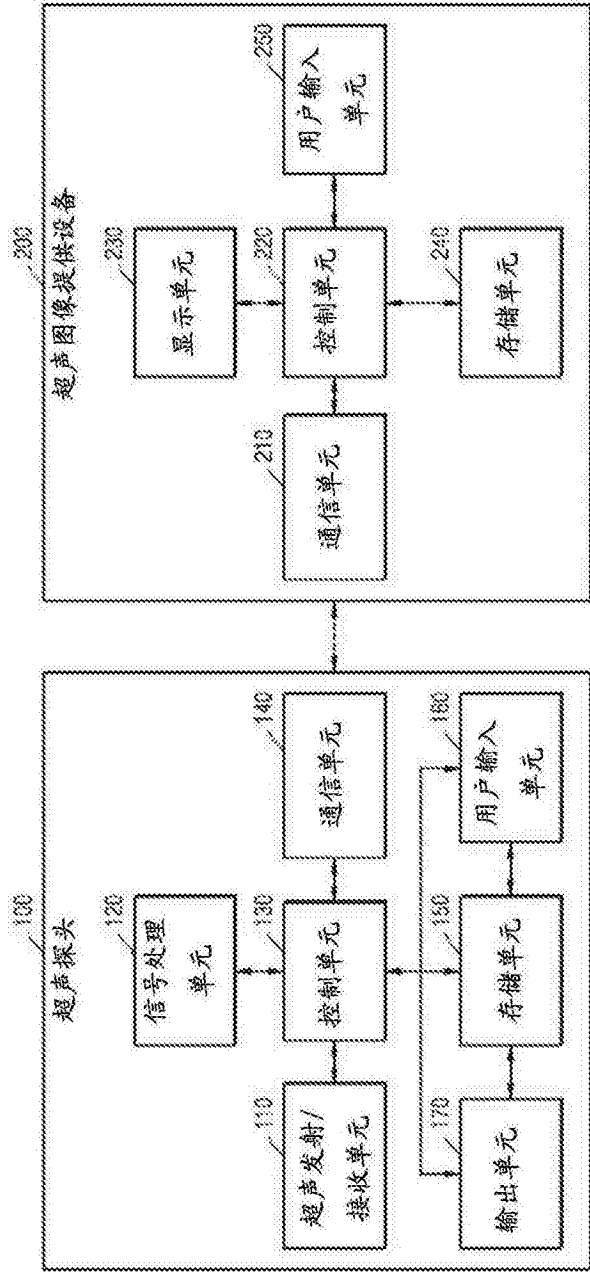 100
超声探头
120
信号处理
单元
110
超声发射/
接收单元
130
控制单元
140
通信单元
170
输出单元
150
存储单元
160
用户输入
单元
200
超声图像提供设备
230
显示单元
210
通信单元
220
控制单元
250
用户输入
单元
240
存储单元